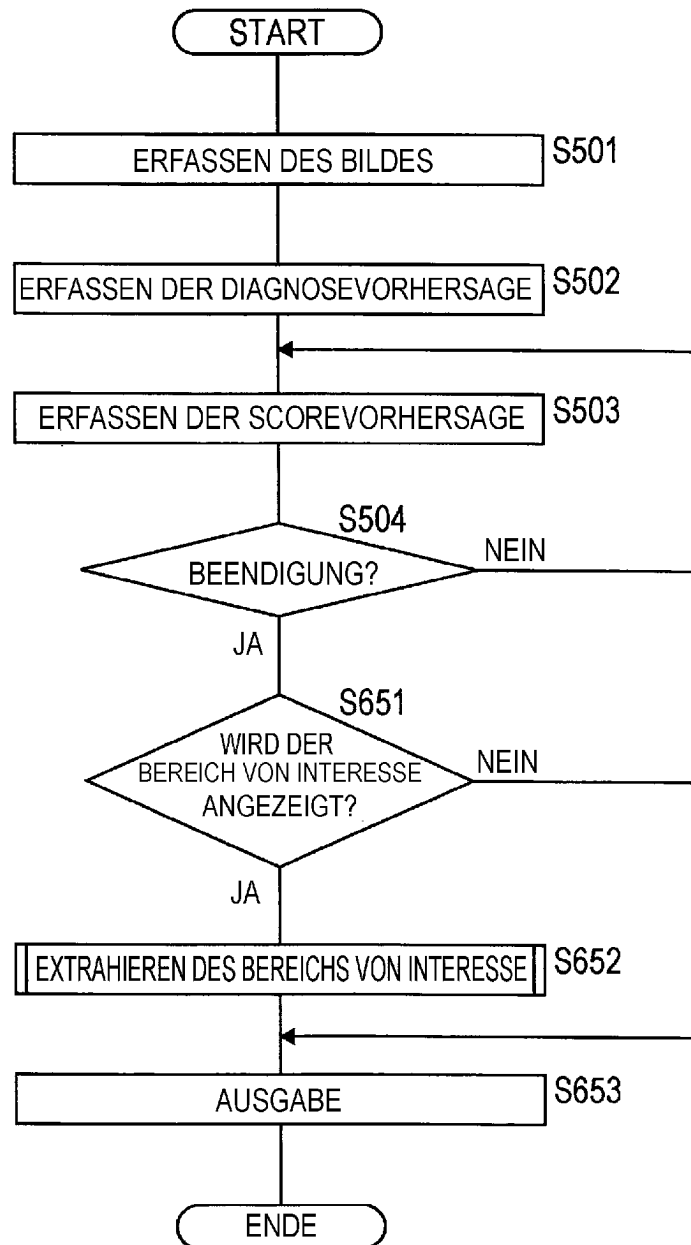 START
ERFASSEN DES BILDES
S501
ERFASSEN DER DIAGNOSEVORHERSAGE
S502
ERFASSEN DER SCOREVORHERSAGE
S503
S504
BEENDIGUNG?
NEIN
JA
S651
WIRD DER
BEREICH VON INTERESSE
ANGEZEIGT?
NEIN
JA
EXTRAHIEREN DES BEREICHS VON INTERESSE
S652
AUSGABE
S653
ENDE